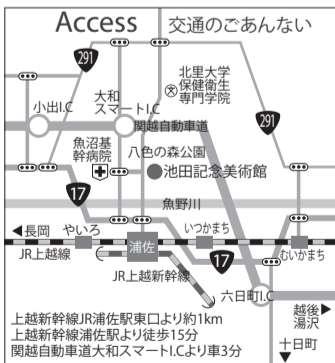 Access 交通のごあんない
291
北里大学
保健衛生
専門学院
文
小出I.C
大和
スマートI.C
関越自動車道
291
魚沼基
幹病院
八色の森公園
池田記念美術館
17
魚野川
◀長岡
やいろ
浦佐
いつかまち
むいかまち
JR上越線
JR上越新幹線
17
六日町I.C
越後▶
湯沢
十日町
▼
上越新幹線JR浦佐駅東口より約1km
上越新幹線浦佐駅より徒歩15分
関越自動車道大和スマートI.Cより車3分